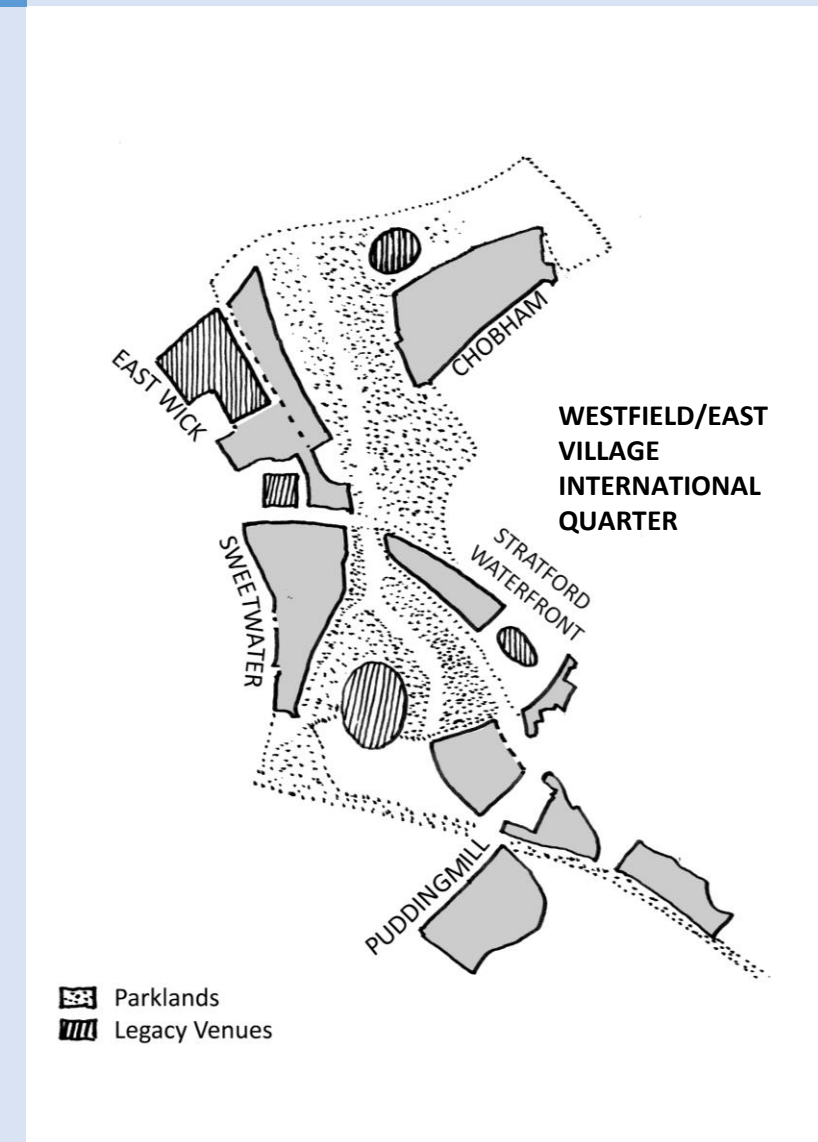 CHOBHAM
EAST WICK
WESTFIELD/EAST
VILLAGE
INTERNATIONAL
QUARTER
STRATFORD
WATERFRONT
SWEETWATER
PUDDINGMILL
Parklands
Legacy Venues